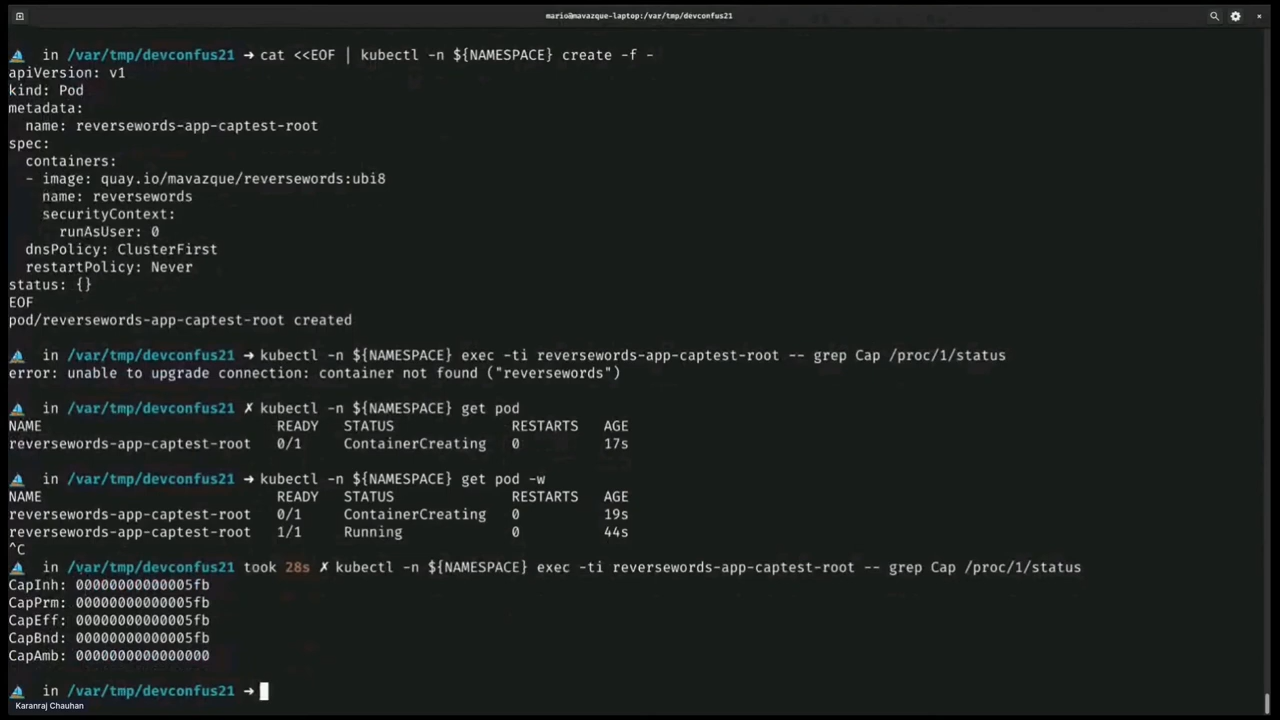 mario@mavazque-laptop:/var/tmp/devconfus21
in /var/tmp/devconfus21 ➜ cat <<EOF | kubectl -n ${NAMESPACE} create -f -
apiVersion: v1
kind: Pod
metadata:
  name: reversewords-app-captest-root
spec:
  containers:
  - image: quay.io/mavazque/reversewords:ubi8
    name: reversewords
    securityContext:
      runAsUser: 0
  dnsPolicy: ClusterFirst
  restartPolicy: Never
status: {}
EOF
pod/reversewords-app-captest-root created
in /var/tmp/devconfus21 ➜ kubectl -n ${NAMESPACE} exec -ti reversewords-app-captest-root -- grep Cap /proc/1/status
error: unable to upgrade connection: container not found ("reversewords")
in /var/tmp/devconfus21 ✗ kubectl -n ${NAMESPACE} get pod
NAME READY STATUS RESTARTS AGE
reversewords-app-captest-root 0/1 ContainerCreating 0 17s
in /var/tmp/devconfus21 ➜ kubectl -n ${NAMESPACE} get pod -w
NAME READY STATUS RESTARTS AGE
reversewords-app-captest-root 0/1 ContainerCreating 0 19s
reversewords-app-captest-root 1/1 Running 0 44s
^C
in /var/tmp/devconfus21 took 28s ✗ kubectl -n ${NAMESPACE} exec -ti reversewords-app-captest-root -- grep Cap /proc/1/status
CapInh: 00000000000005fb
CapPrm: 00000000000005fb
CapEff: 00000000000005fb
CapBnd: 00000000000005fb
CapAmb: 0000000000000000
in /var/tmp/devconfus21 ➜
Karanraj Chauhan